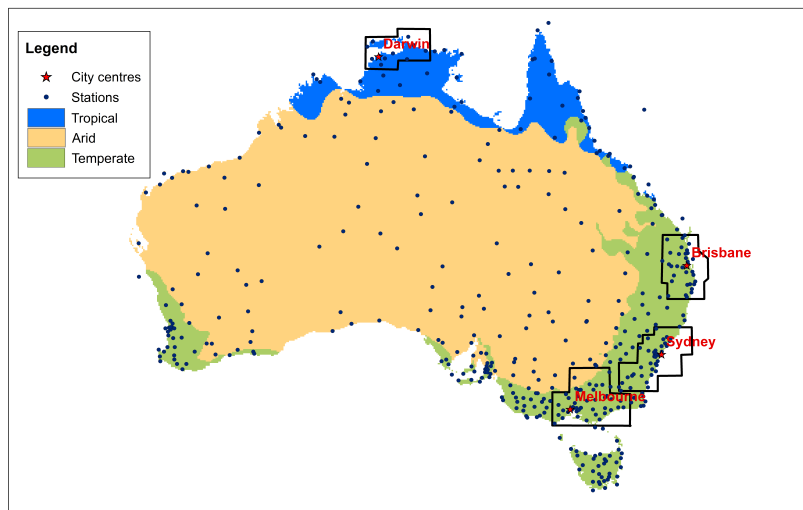 Legend
City centres
Stations
Tropical
Arid
Temperate
Darwin
Brisbane
Sydney
Melbourne